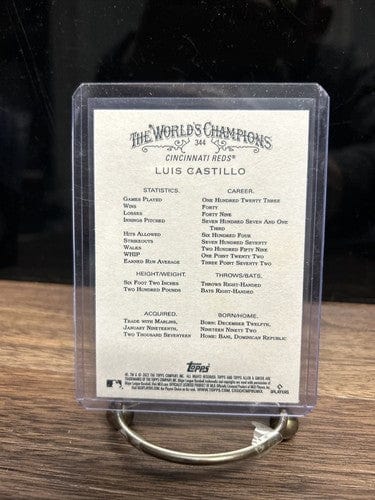 THE WORLD'S CHAMPIONS
344
CINCINNATI REDS®
LUIS CASTILLO
STATISTICS. CAREER.
GAMES PLAYED ONE HUNDRED TWENTY THREE
WINS FORTY
LOSSES FORTY NINE
INNINGS PITCHED SEVEN HUNDRED SEVEN AND ONE
THIRD
HITS ALLOWED SIX HUNDRED FOUR
STRIKEOUTS SEVEN HUNDRED SEVENTY
WALKS TWO HUNDRED FIFTY NINE
WHIP ONE POINT TWENTY TWO
EARNED RUN AVERAGE THREE POINT SEVENTY TWO
HEIGHT/WEIGHT. THROWS/BATS.
SIX FOOT TWO INCHES THROWS RIGHT-HANDED
TWO HUNDRED POUNDS BATS RIGHT-HANDED
ACQUIRED. BORN/HOME.
TRADE WITH MARLINS, BORN: DECEMBER TWELFTH,
JANUARY NINETEENTH, NINETEEN NINETY TWO
TWO THOUSAND SEVENTEEN HOME: BANI, DOMINICAN REPUBLIC
TOPPS